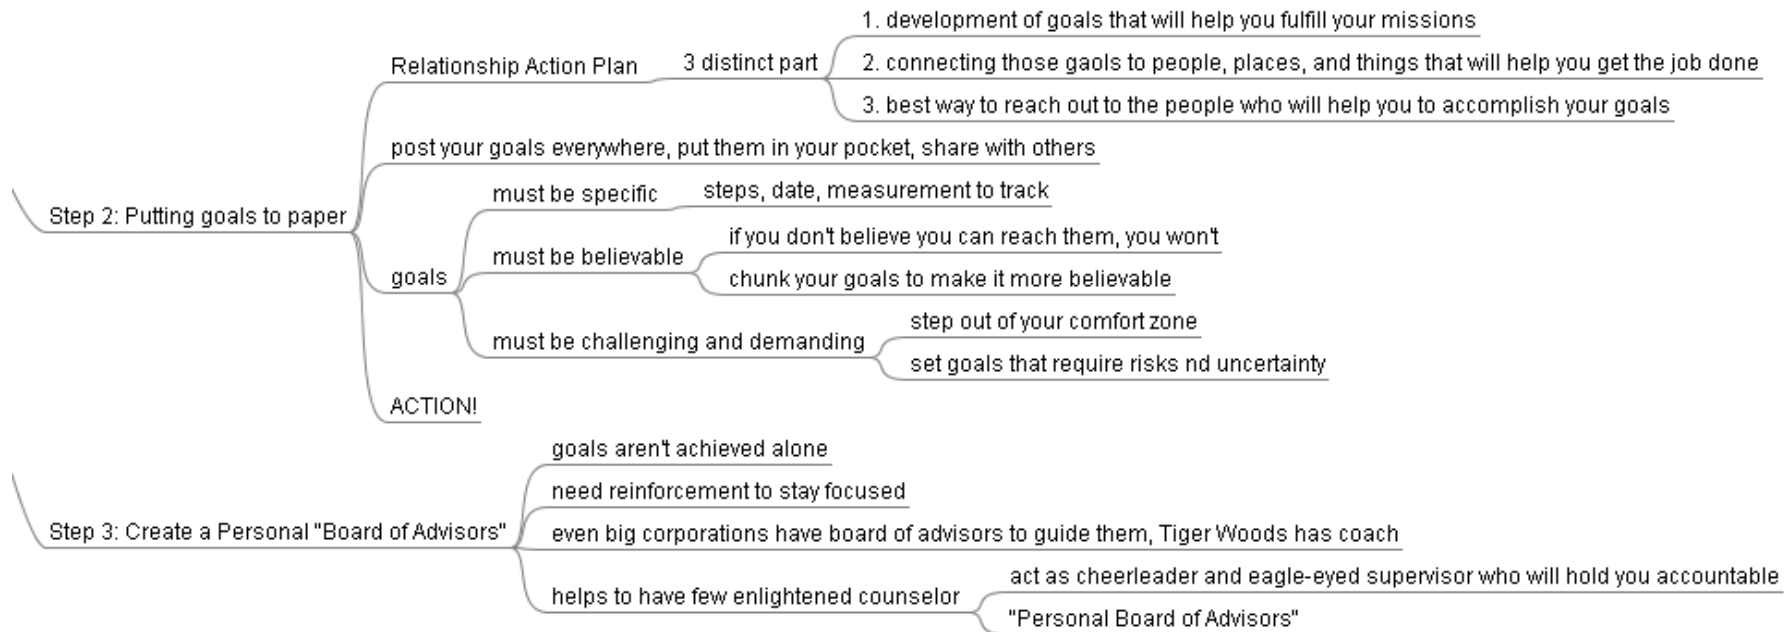 1. development of goals that will help you fulfill your missions
Relationship Action Plan
3 distinct part
2. connecting those gaols to people, places, and things that will help you get the job done
3. best way to reach out to the people who will help you to accomplish your goals
post your goals everywhere, put them in your pocket, share with others
Step 2: Putting goals to paper
must be specific
steps, date, measurement to track
goals
must be believable
if you don't believe you can reach them, you won't
chunk your goals to make it more believable
must be challenging and demanding
step out of your comfort zone
set goals that require risks nd uncertainty
ACTION!
Step 3: Create a Personal "Board of Advisors"
goals aren't achieved alone
need reinforcement to stay focused
even big corporations have board of advisors to guide them, Tiger Woods has coach
helps to have few enlightened counselor
act as cheerleader and eagle-eyed supervisor who will hold you accountable
"Personal Board of Advisors"